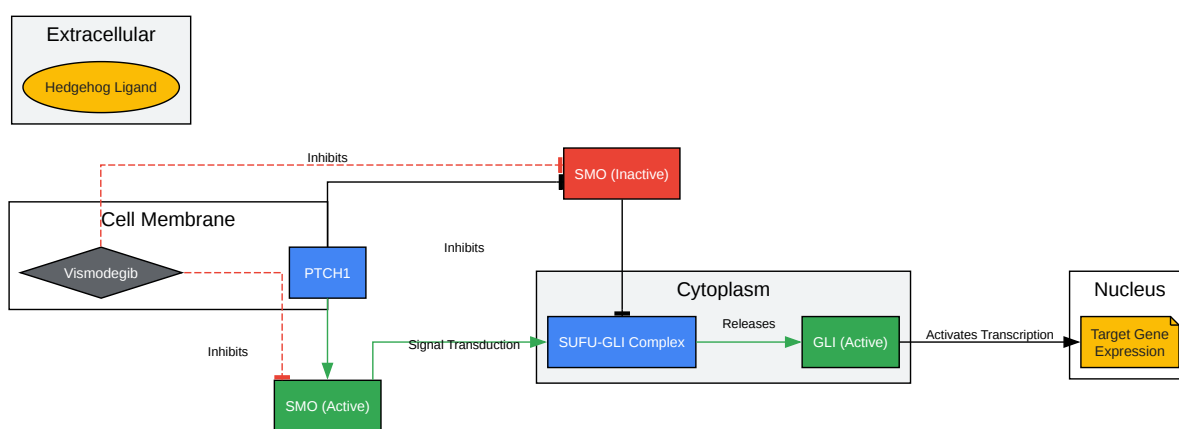 Extracellular
Hedgehog Ligand
Inhibits
SMO (Inactive)
Cell Membrane
Inhibits
Vismodegib
PTCH1
Cytoplasm
Nucleus
Releases
Activates Transcription
Target Gene
Expression
SUFU-GLI Complex
GLI (Active)
Signal Transduction
Inhibits
SMO (Active)